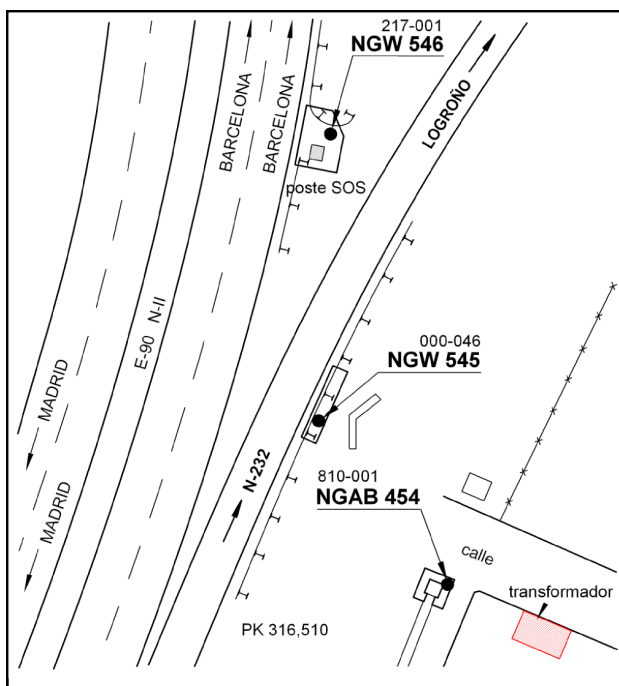 217-001
NGW 546
BARCELONA
BARCELONA
LOGROÑO
poste SOS
E-90 N-II
000-046
NGW 545
MADRID
N-232
810-001
NGAB 454
MADRID
calle
transformador
PK 316,510